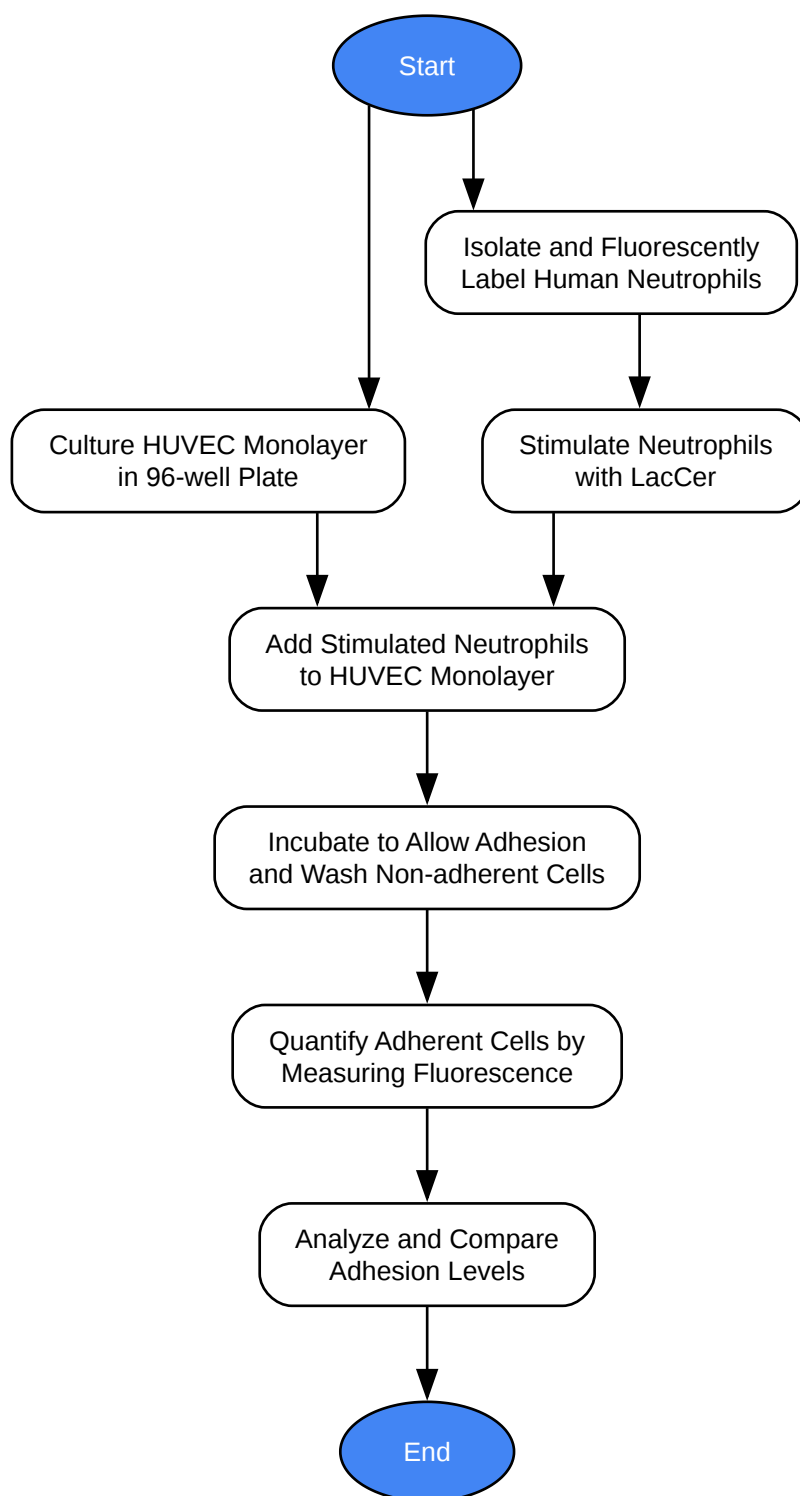 Start
Isolate and Fluorescently
Label Human Neutrophils
Culture HUVEC Monolayer
in 96-well Plate
Stimulate Neutrophils
with LacCer
Add Stimulated Neutrophils
to HUVEC Monolayer
Incubate to Allow Adhesion
and Wash Non-adherent Cells
Quantify Adherent Cells by
Measuring Fluorescence
Analyze and Compare
Adhesion Levels
End